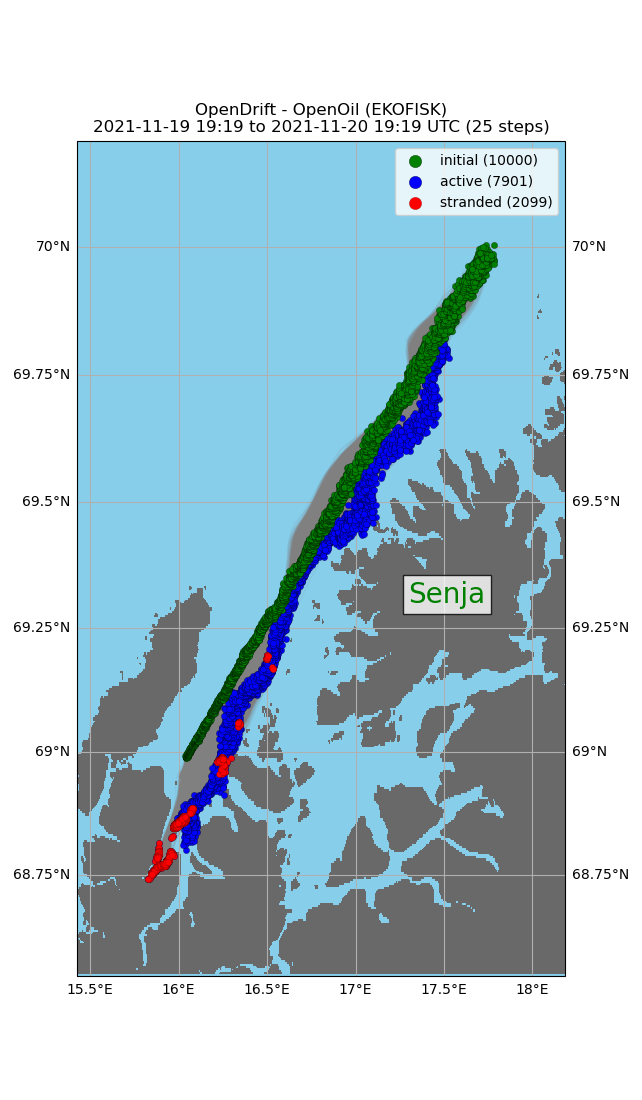 OpenDrift - OpenOil (EKOFISK)
2021-11-19 19:19 to 2021-11-20 19:19 UTC (25 steps)
initial (10000)
active (7901)
stranded (2099)
70°N 70°N
69.75°N 69.75°N
69.5°N 69.5°N
Senja
69.25°N 69.25°N
69°N 69°N
68.75°N 68.75°N
15.5°E 16°E 16.5°E 17°E 17.5°E 18°E